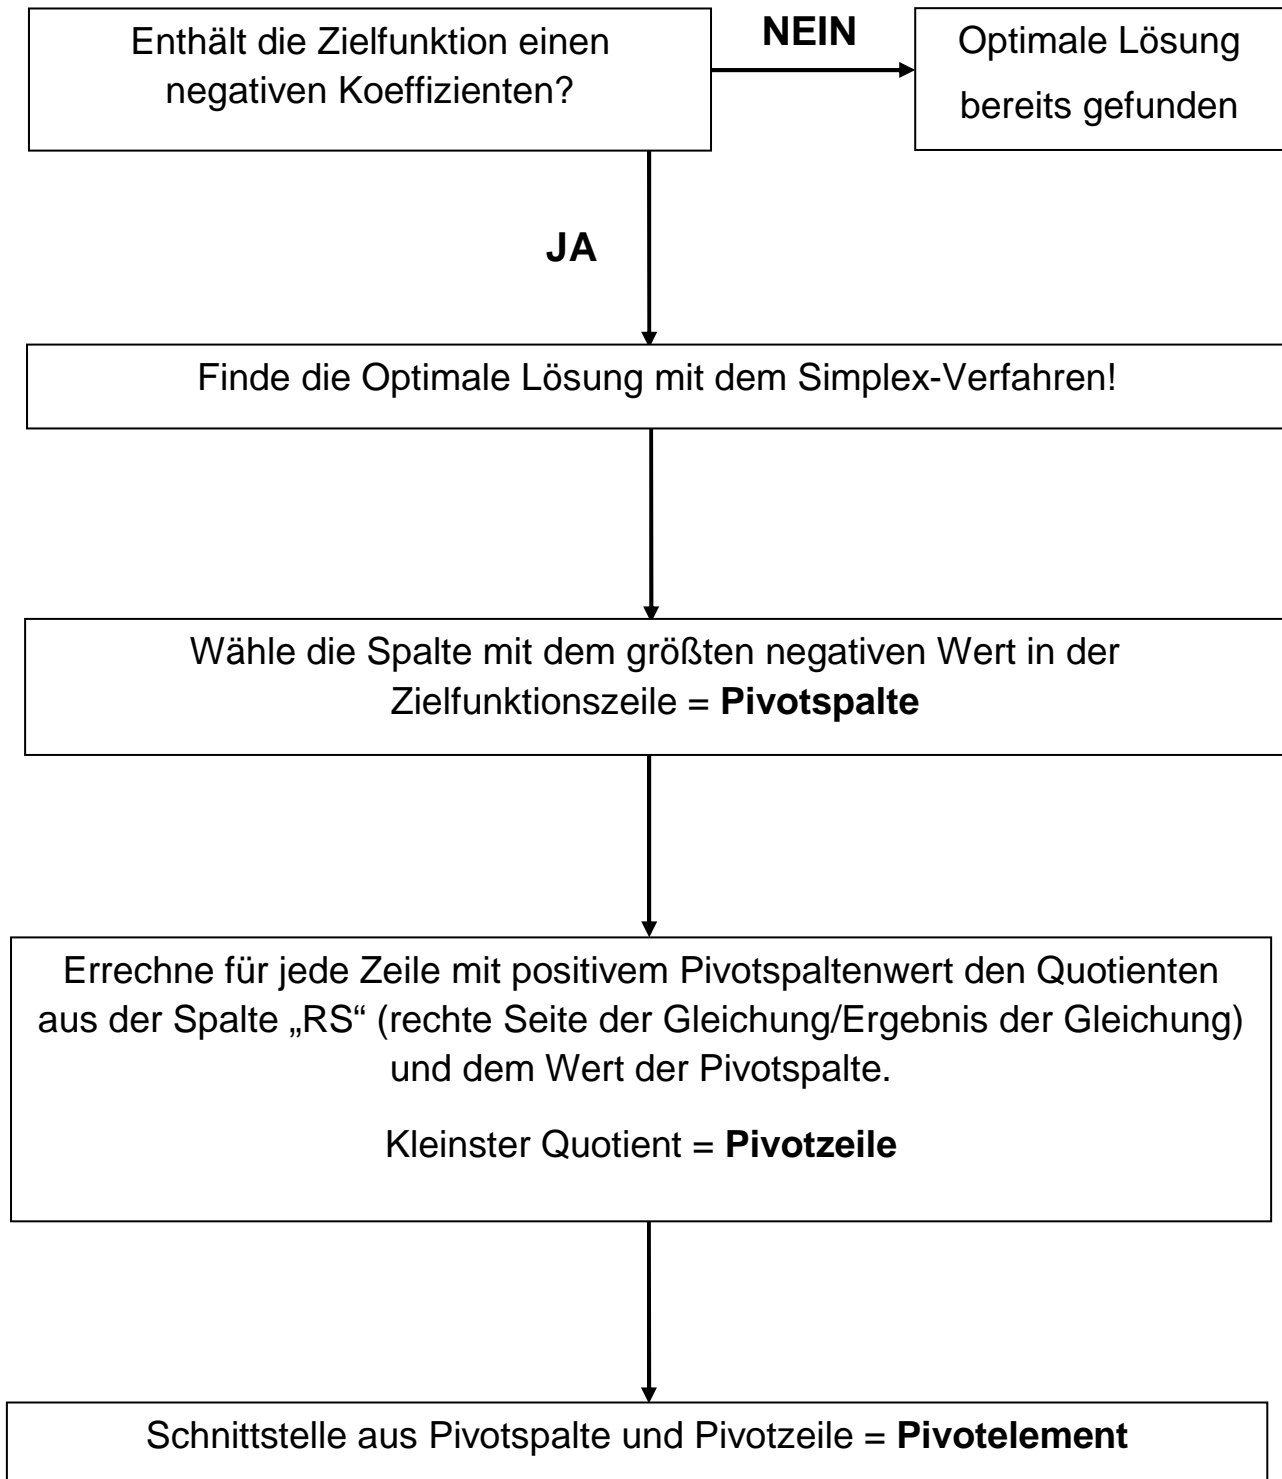 Enthält die Zielfunktion einen
negativen Koeffizienten?
NEIN
Optimale Lösung
bereits gefunden
JA
Finde die Optimale Lösung mit dem Simplex-Verfahren!
Wähle die Spalte mit dem größten negativen Wert in der
Zielfunktionszeile = Pivotspalte
Errechne für jede Zeile mit positivem Pivotspaltenwert den Quotienten
aus der Spalte „RS“ (rechte Seite der Gleichung/Ergebnis der Gleichung)
und dem Wert der Pivotspalte.
Kleinster Quotient = Pivotzeile
Schnittstelle aus Pivotspalte und Pivotzeile = Pivotelement